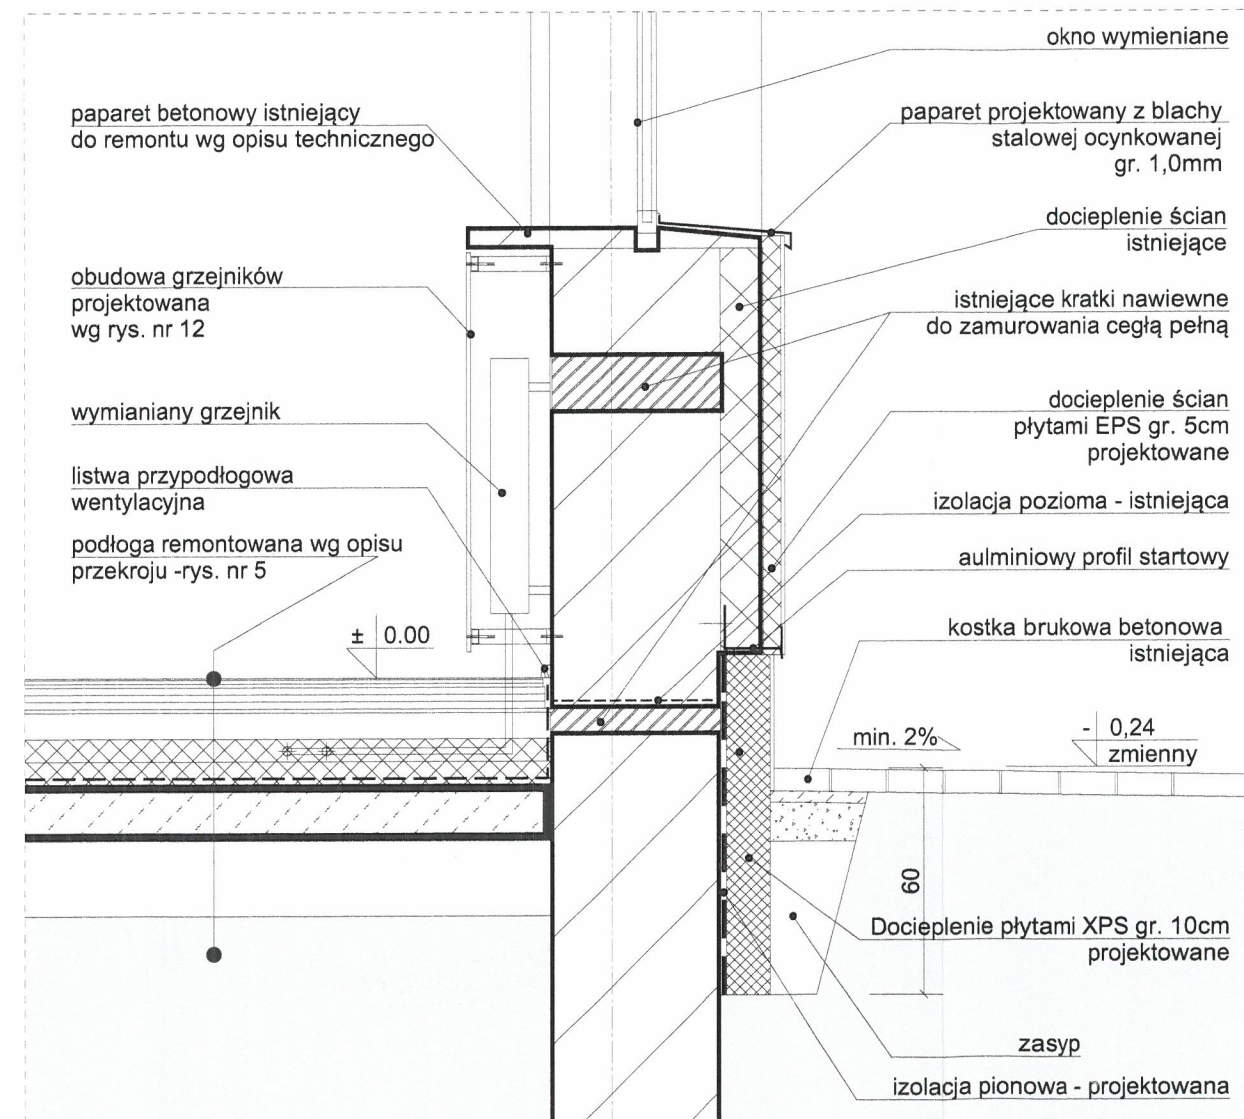 okno wymieniane
paparet betonowy istniejący
do remontu wg opisu technicznego
paparet projektowany z blachy
stalowej ocynkowanej
gr. 1,0mm
docieplenie ścian
istniejące
obudowa grzejników
projektowana
wg rys. nr 12
istniejące kratki nawiewne
do zamurowania cegłą pełną
wymianiany grzejnik
docieplenie ścian
płytami EPS gr. 5cm
projektowane
listwa przypodłogowa
wentylacyjna
izolacja pozioma - istniejąca
podłoga remontowana wg opisu
przekroju -rys. nr 5
aulminiowy profil startowy
± 0.00
kostka brukowa betonowa
istniejąca
min. 2%
- 0,24
zmienny
60
Docieplenie płytami XPS gr. 10cm
projektowane
zasyp
izolacja pionowa - projektowana